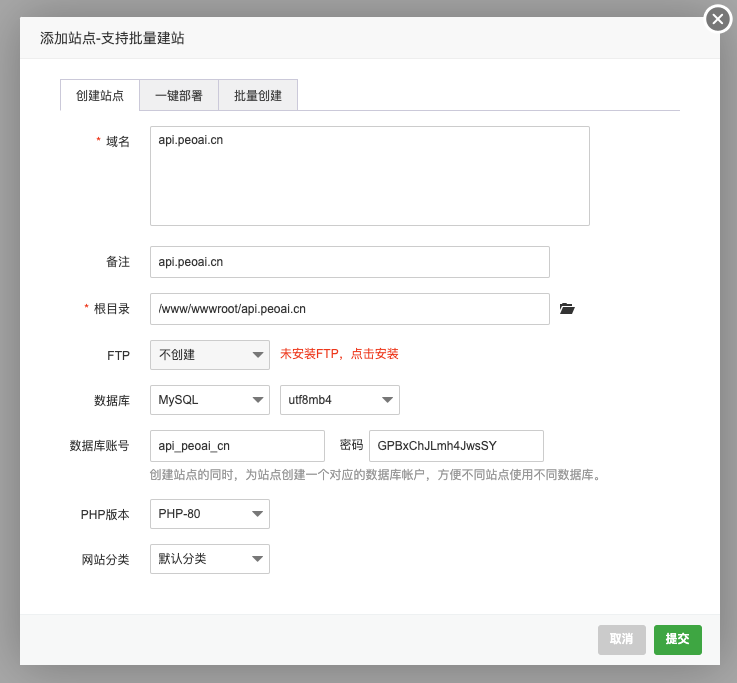 添加站点-支持批量建站
创建站点 一键部署 批量创建
* 域名 api.peoai.cn
备注 api.peoai.cn
* 根目录 /www/wwwroot/api.peoai.cn
FTP 不创建 未安装FTP，点击安装
数据库 MySQL utf8mb4
数据库账号 api_peoai_cn 密码 GPBxChJLmh4JwsSY
创建站点的同时，为站点创建一个对应的数据库帐户，方便不同站点使用不同数据库。
PHP版本 PHP-80
网站分类 默认分类
取消 提交